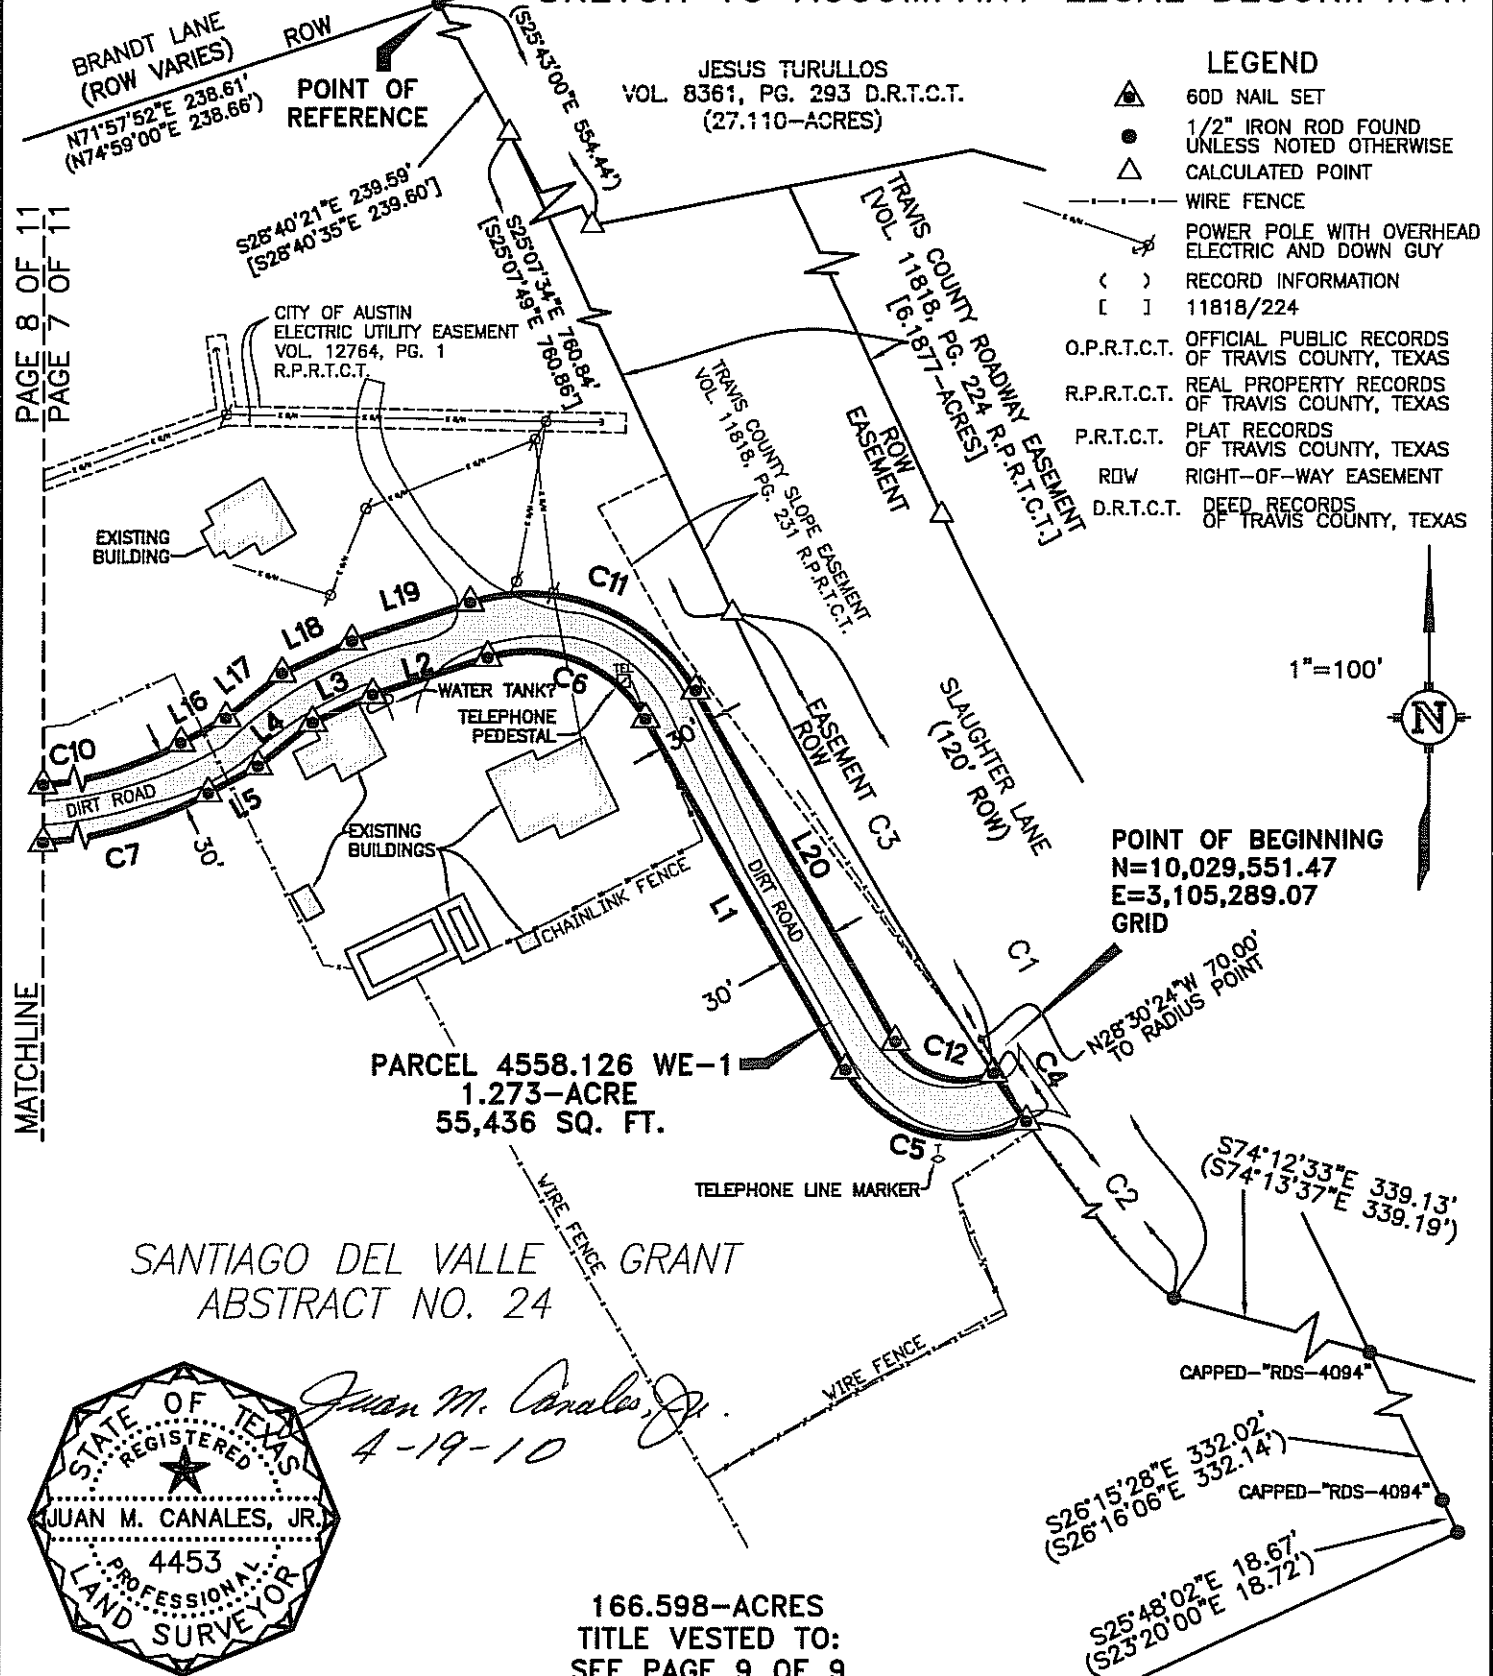 SKETCH TO ACCOMPANY LEGAL DESCRIPTION
BRANDT LANE
(ROW VARIES)
ROW
N71°57'52"E 238.61'
(N74°59'00"E 238.66')
POINT OF
REFERENCE
(S25°43'00"E 554.44')
JESUS TURULLOS
VOL. 8361, PG. 293 D.R.T.C.T.
(27.110-ACRES)
LEGEND
60D NAIL SET
1/2" IRON ROD FOUND
UNLESS NOTED OTHERWISE
CALCULATED POINT
WIRE FENCE
POWER POLE WITH OVERHEAD
ELECTRIC AND DOWN GUY
( ) RECORD INFORMATION
[ ] 11818/224
O.P.R.T.C.T. OFFICIAL PUBLIC RECORDS
OF TRAVIS COUNTY, TEXAS
R.P.R.T.C.T. REAL PROPERTY RECORDS
OF TRAVIS COUNTY, TEXAS
P.R.T.C.T. PLAT RECORDS
OF TRAVIS COUNTY, TEXAS
ROW RIGHT-OF-WAY EASEMENT
D.R.T.C.T. DEED RECORDS
OF TRAVIS COUNTY, TEXAS
S28°40'21"E 239.59'
[S28°40'35"E 239.60']
S25°07'34"E 760.84'
[S25°07'49"E 760.86']
PAGE 8 OF 11
PAGE 7 OF 11
MATCHLINE
CITY OF AUSTIN
ELECTRIC UTILITY EASEMENT
VOL. 12764, PG. 1
R.P.R.T.C.T.
TRAVIS COUNTY ROADWAY EASEMENT
[VOL. 11818, PG. 224 R.P.R.T.C.T.]
[6.1877-ACRES]
ROW
EASEMENT
TRAVIS COUNTY SLOPE EASEMENT
VOL. 11818, PG. 231 R.P.R.T.C.T.
EXISTING
BUILDING
C11
L19
L18
L17
L16
C10
L2
L3
L4
L5
C6
C7
DIRT ROAD
30'
WATER TANK?
TEL
TELEPHONE
PEDESTAL
30'
EXISTING
BUILDINGS
CHAINLINK FENCE
L1
L20
DIRT ROAD
30'
EASEMENT
ROW
C3
SLAUGHTER LANE
(120' ROW)
1"=100'
N
POINT OF BEGINNING
N=10,029,551.47
E=3,105,289.07
GRID
C1
N28°30'24"W 70.00'
TO RADIUS POINT
C12
C4
C5
C2
PARCEL 4558.126 WE-1
1.273-ACRE
55,436 SQ. FT.
T
TELEPHONE LINE MARKER
WIRE FENCE
WIRE FENCE
S74°12'33"E 339.13'
(S74°13'37"E 339.19')
SANTIAGO DEL VALLE GRANT
ABSTRACT NO. 24
CAPPED-"RDS-4094"
S26°15'28"E 332.02'
(S26°16'06"E 332.14')
CAPPED-"RDS-4094"
S25°48'02"E 18.67'
(S23°20'00"E 18.72')
Juan M. Canales, Jr.
4-19-10
STATE OF TEXAS
REGISTERED
JUAN M. CANALES, JR.
4453
PROFESSIONAL
LAND SURVEYOR
166.598-ACRES
TITLE VESTED TO:
SEE PAGE 9 OF 9